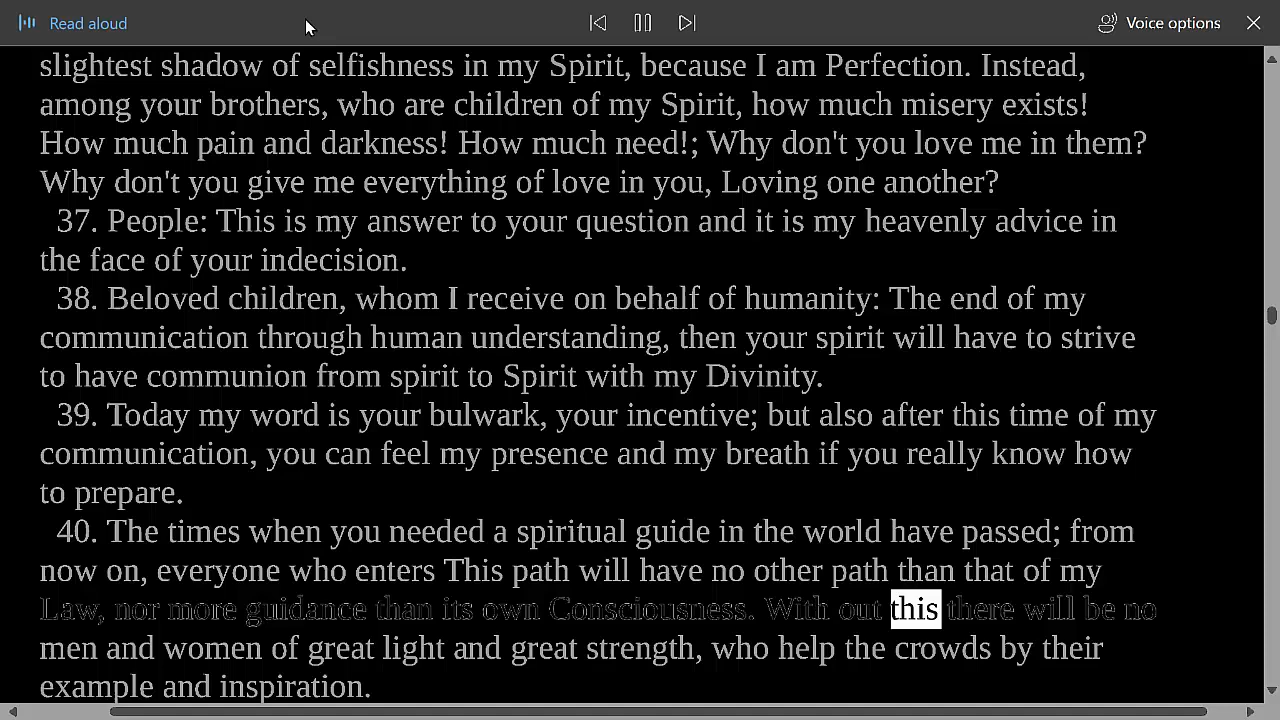 Read aloud
Voice options
slightest shadow of selfishness in my Spirit, because I am Perfection. Instead,
among your brothers, who are children of my Spirit, how much misery exists!
How much pain and darkness! How much need!; Why don't you love me in them?
Why don't you give me everything of love in you, Loving one another?
37. People: This is my answer to your question and it is my heavenly advice in
the face of your indecision.
38. Beloved children, whom I receive on behalf of humanity: The end of my
communication through human understanding, then your spirit will have to strive
to have communion from spirit to Spirit with my Divinity.
39. Today my word is your bulwark, your incentive; but also after this time of my
communication, you can feel my presence and my breath if you really know how
to prepare.
40. The times when you needed a spiritual guide in the world have passed; from
now on, everyone who enters This path will have no other path than that of my
Law, nor more guidance than its own Consciousness. With out this there will be no
men and women of great light and great strength, who help the crowds by their
example and inspiration.